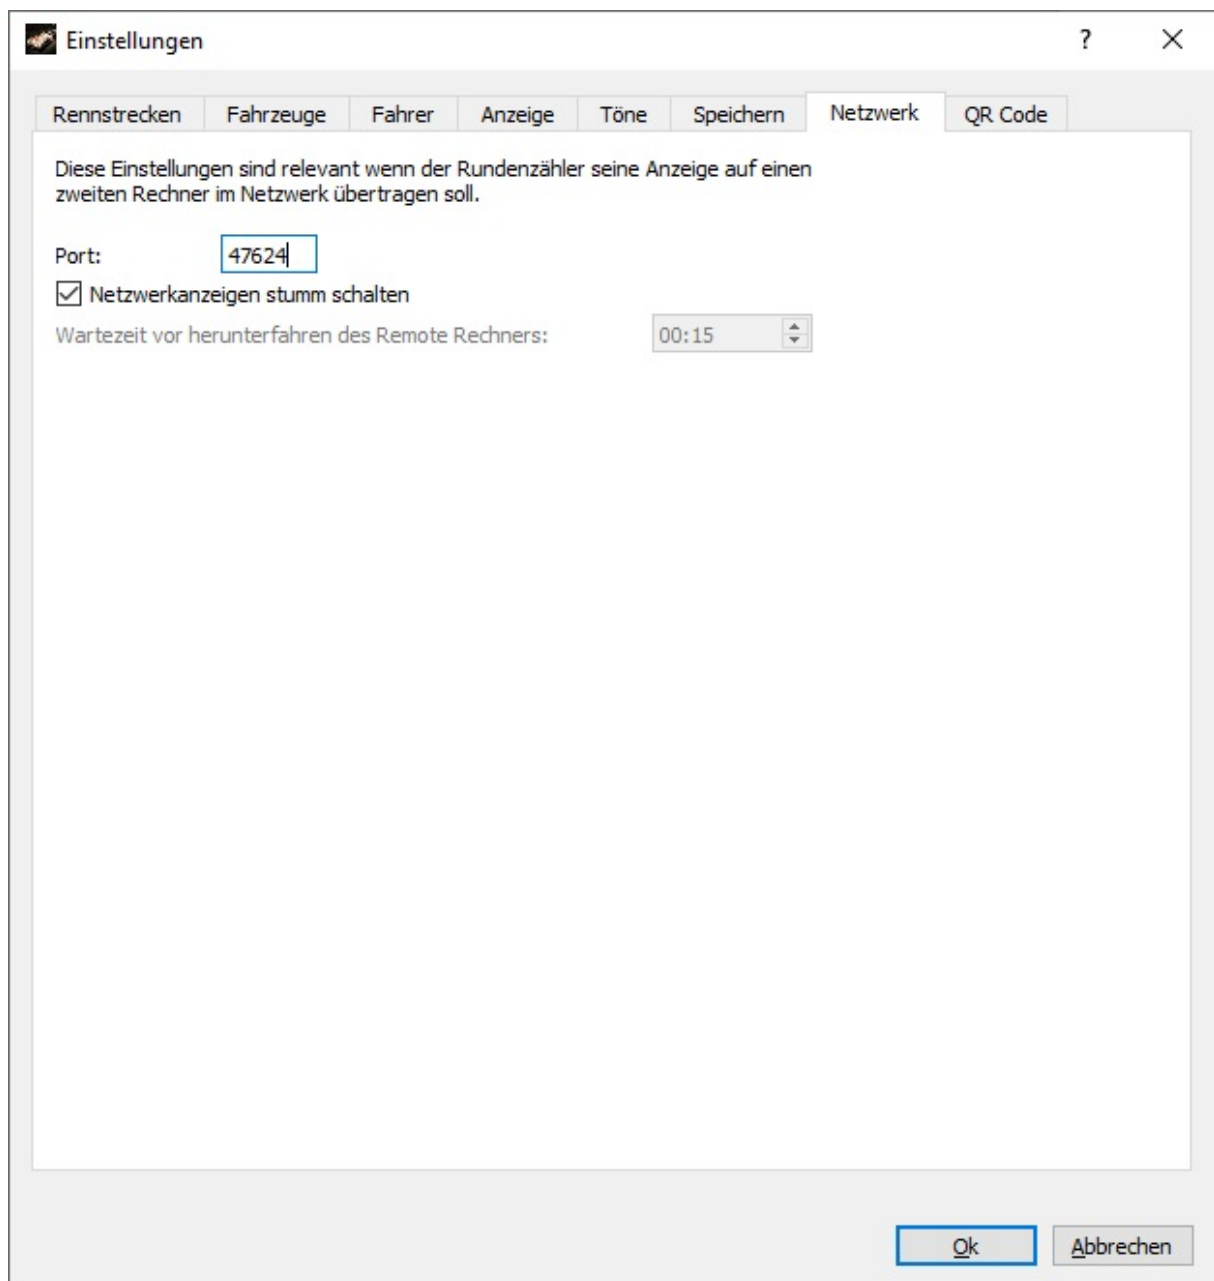 Einstellungen ?
Rennstrecken Fahrzeuge Fahrer Anzeige Töne Speichern Netzwerk QR Code
Diese Einstellungen sind relevant wenn der Rundenzähler seine Anzeige auf einen
zweiten Rechner im Netzwerk übertragen soll.
Port: 47624
Netzwerkanzeigen stumm schalten
Wartezeit vor herunterfahren des Remote Rechners: 00:15
Ok Abbrechen